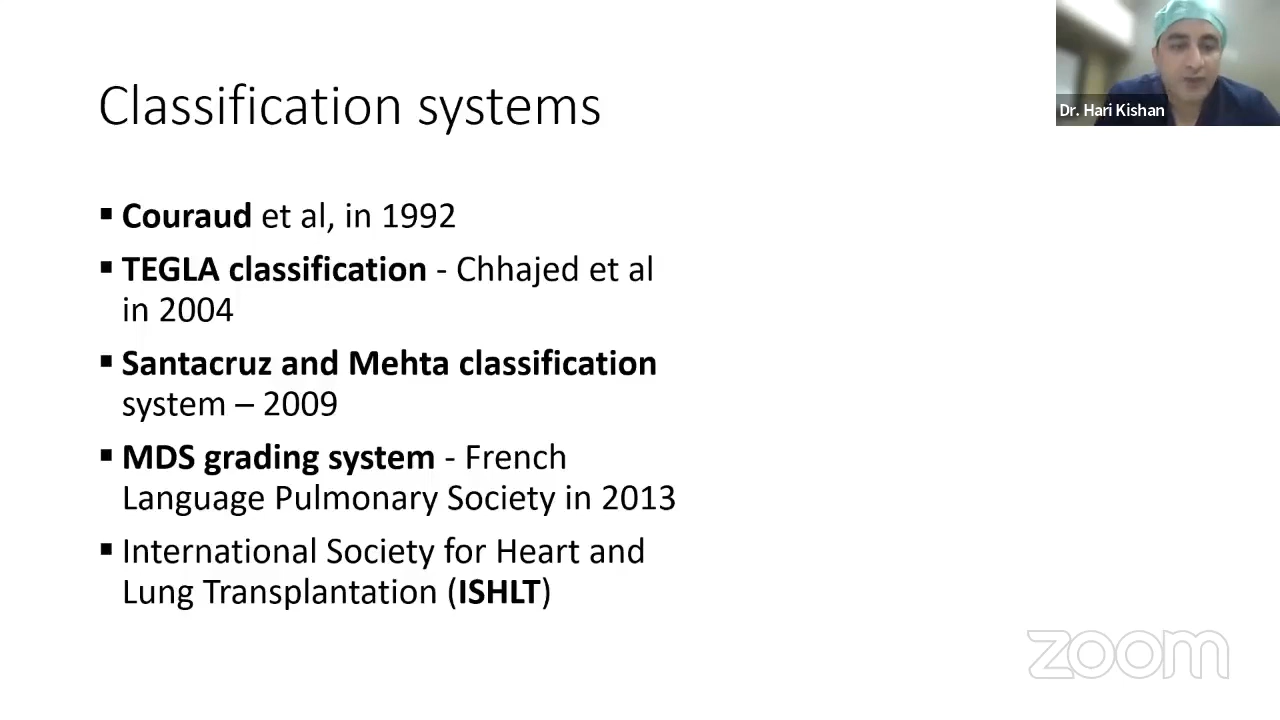 Classification systems
Dr. Hari Kishan
▪ Couraud et al, in 1992
▪ TEGLA classification - Chhajed et al
in 2004
▪ Santacruz and Mehta classification
system – 2009
▪ MDS grading system - French
Language Pulmonary Society in 2013
▪ International Society for Heart and
Lung Transplantation (ISHLT)
zoom